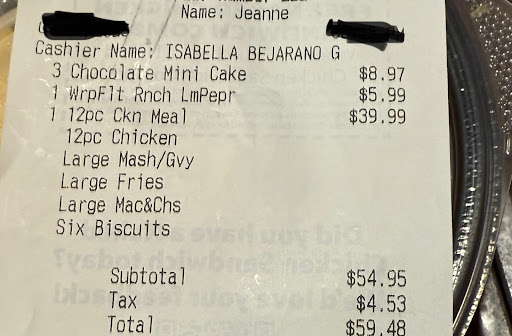 Name: Jeanne
Cashier Name: ISABELLA BEJARANO G
3 Chocolate Mini Cake $8.97
1 WrpFlt Rnch LmPepr $5.99
1 12pc Ckn Meal $39.99
12pc Chicken
Large Mash/Gvy
Large Fries
Large Mac&Chs
Six Biscuits
Subtotal $54.95
Tax $4.53
Total $59.48